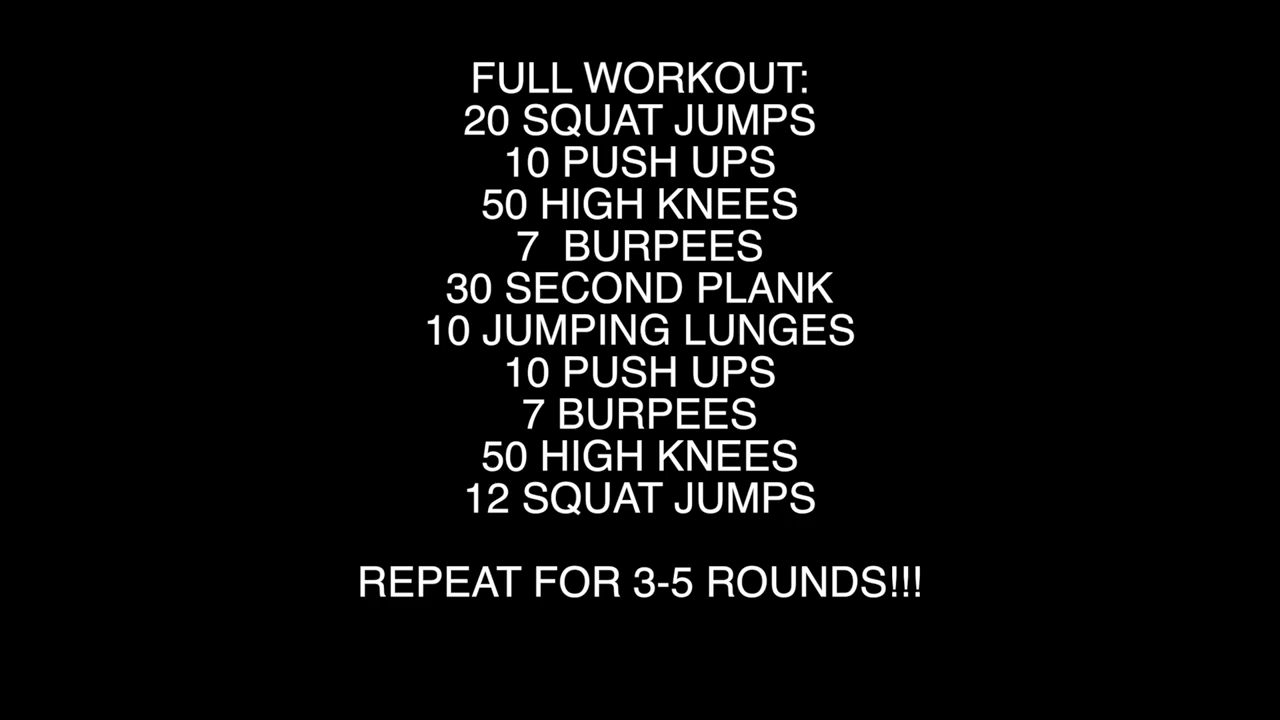 FULL WORKOUT:
20 SQUAT JUMPS
10 PUSH UPS
50 HIGH KNEES
7  BURPEES
30 SECOND PLANK
10 JUMPING LUNGES
10 PUSH UPS
7 BURPEES
50 HIGH KNEES
12 SQUAT JUMPS
REPEAT FOR 3-5 ROUNDS!!!